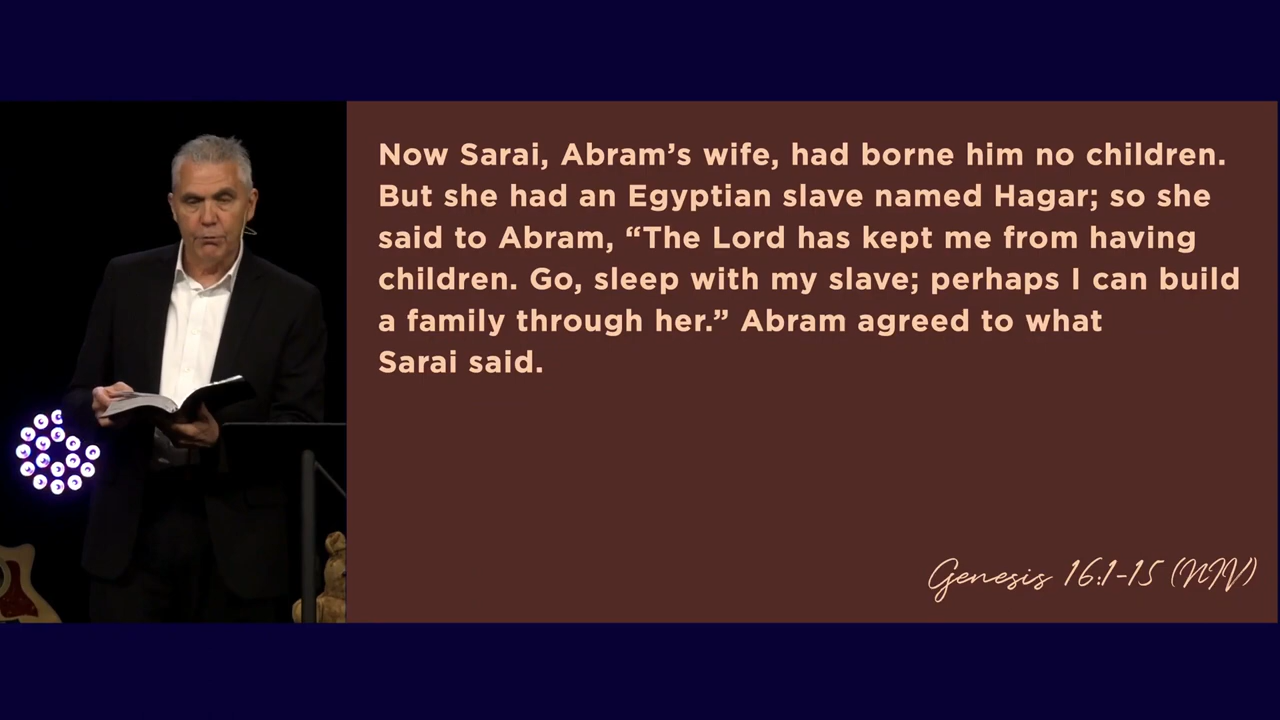 Now Sarai, Abram’s wife, had borne him no children.
But she had an Egyptian slave named Hagar; so she
said to Abram, “The Lord has kept me from having
children. Go, sleep with my slave; perhaps I can build
a family through her.” Abram agreed to what
Sarai said.
Genesis 16:1-15 (NIV)